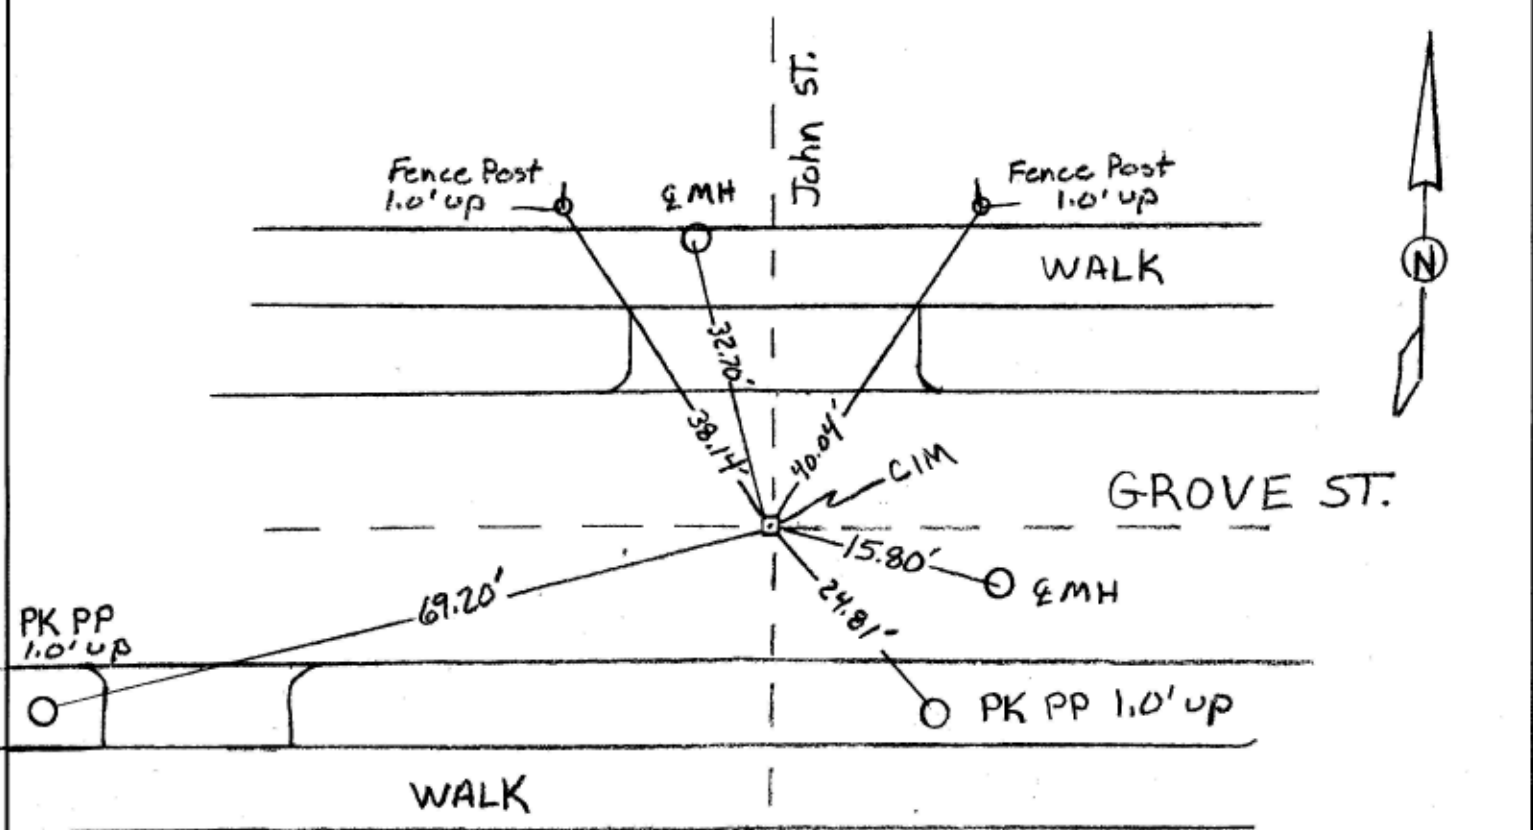 John ST.
Fence Post
1.0' up
℄ MH
Fence Post
1.0' up
WALK
N
32.70'
38.14'
40.04'
CIM
GROVE ST.
15.80'
℄ MH
69.20'
24.81'
PK PP
1.0' up
PK PP 1.0' up
WALK